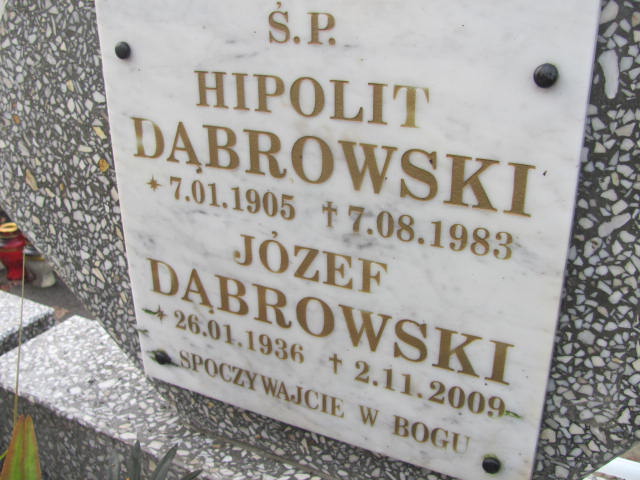 Ś.P.
HIPOLIT
DĄBROWSKI
* 7.01.1905 † 7.08.1983
JÓZEF
DĄBROWSKI
* 26.01.1936 † 2.11.2009
SPOCZYWAJCIE W BOGU